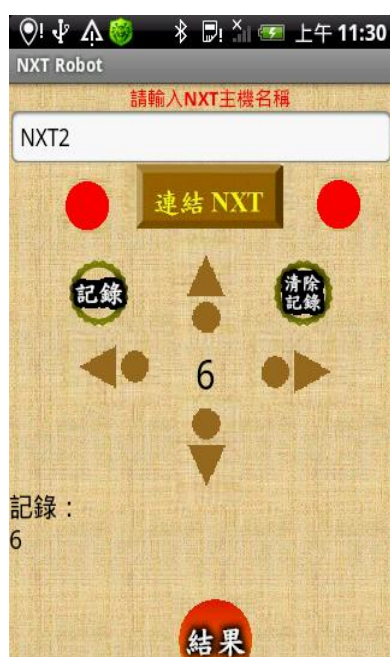 上午 11:30
NXT Robot
請輸入NXT主機名稱
NXT2
連結 NXT
記錄
清除
記錄
6
記錄：
6
結果